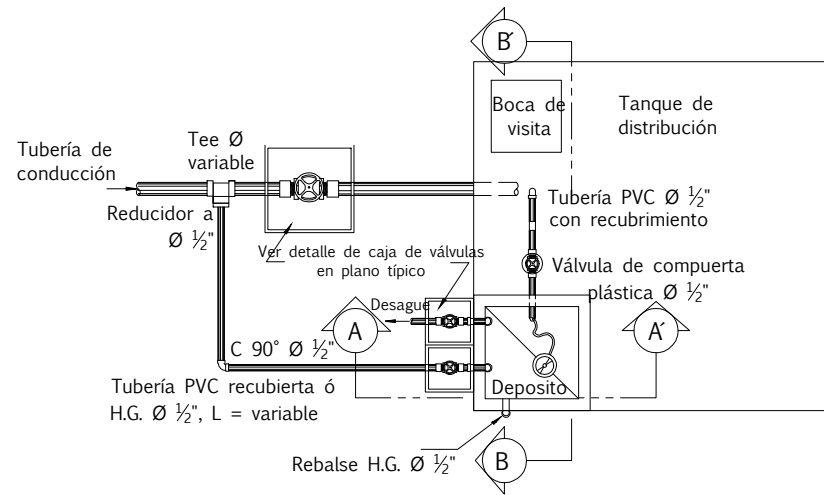 B´
Boca de
visita
Tanque de
distribución
Tee Ø
variable
Tubería de
conducción
Reducidor a
Ø ½"
Tubería PVC Ø ½"
con recubrimiento
Ver detalle de caja de válvulas
en plano típico
Válvula de compuerta
plástica Ø ½"
Desague
A
A´
C 90° Ø ½"
Deposito
Tubería PVC recubierta ó
H.G. Ø ½", L = variable
Rebalse H.G. Ø ½"
B